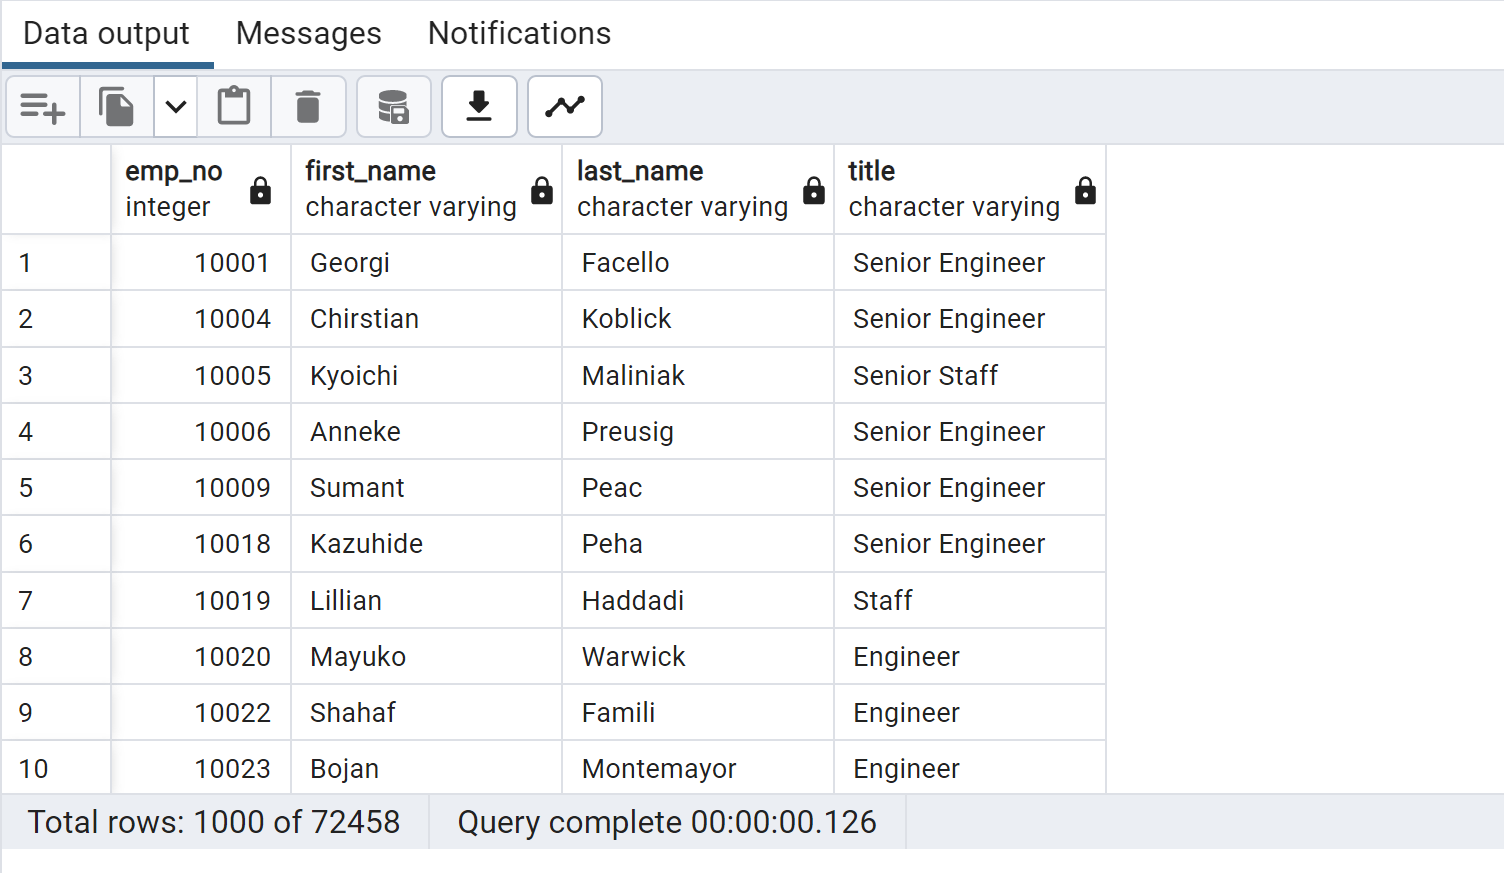 Data output Messages Notifications
emp_no first_name last_name title
integer character varying character varying character varying
1 10001 Georgi Facello Senior Engineer
2 10004 Chirstian Koblick Senior Engineer
3 10005 Kyoichi Maliniak Senior Staff
4 10006 Anneke Preusig Senior Engineer
5 10009 Sumant Peac Senior Engineer
6 10018 Kazuhide Peha Senior Engineer
7 10019 Lillian Haddadi Staff
8 10020 Mayuko Warwick Engineer
9 10022 Shahaf Famili Engineer
10 10023 Bojan Montemayor Engineer
Total rows: 1000 of 72458 Query complete 00:00:00.126